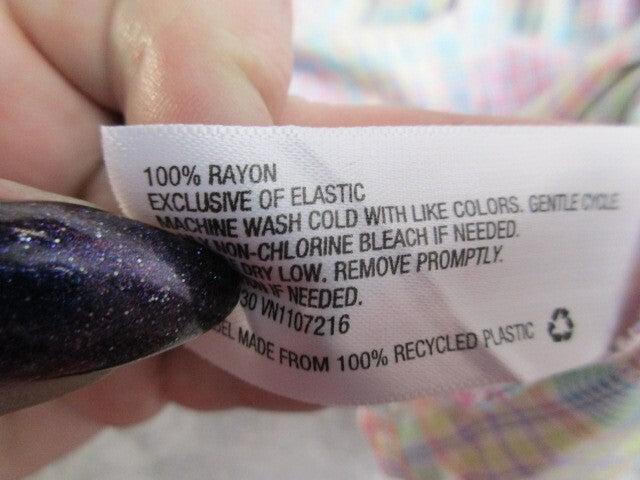 100% RAYON
EXCLUSIVE OF ELASTIC
MACHINE WASH COLD WITH LIKE COLORS. GENTLE CYCLE.
NON-CHLORINE BLEACH IF NEEDED.
DRY LOW. REMOVE PROMPTLY.
IF NEEDED.
30 VN1107216
MADE FROM 100% RECYCLED PLASTIC